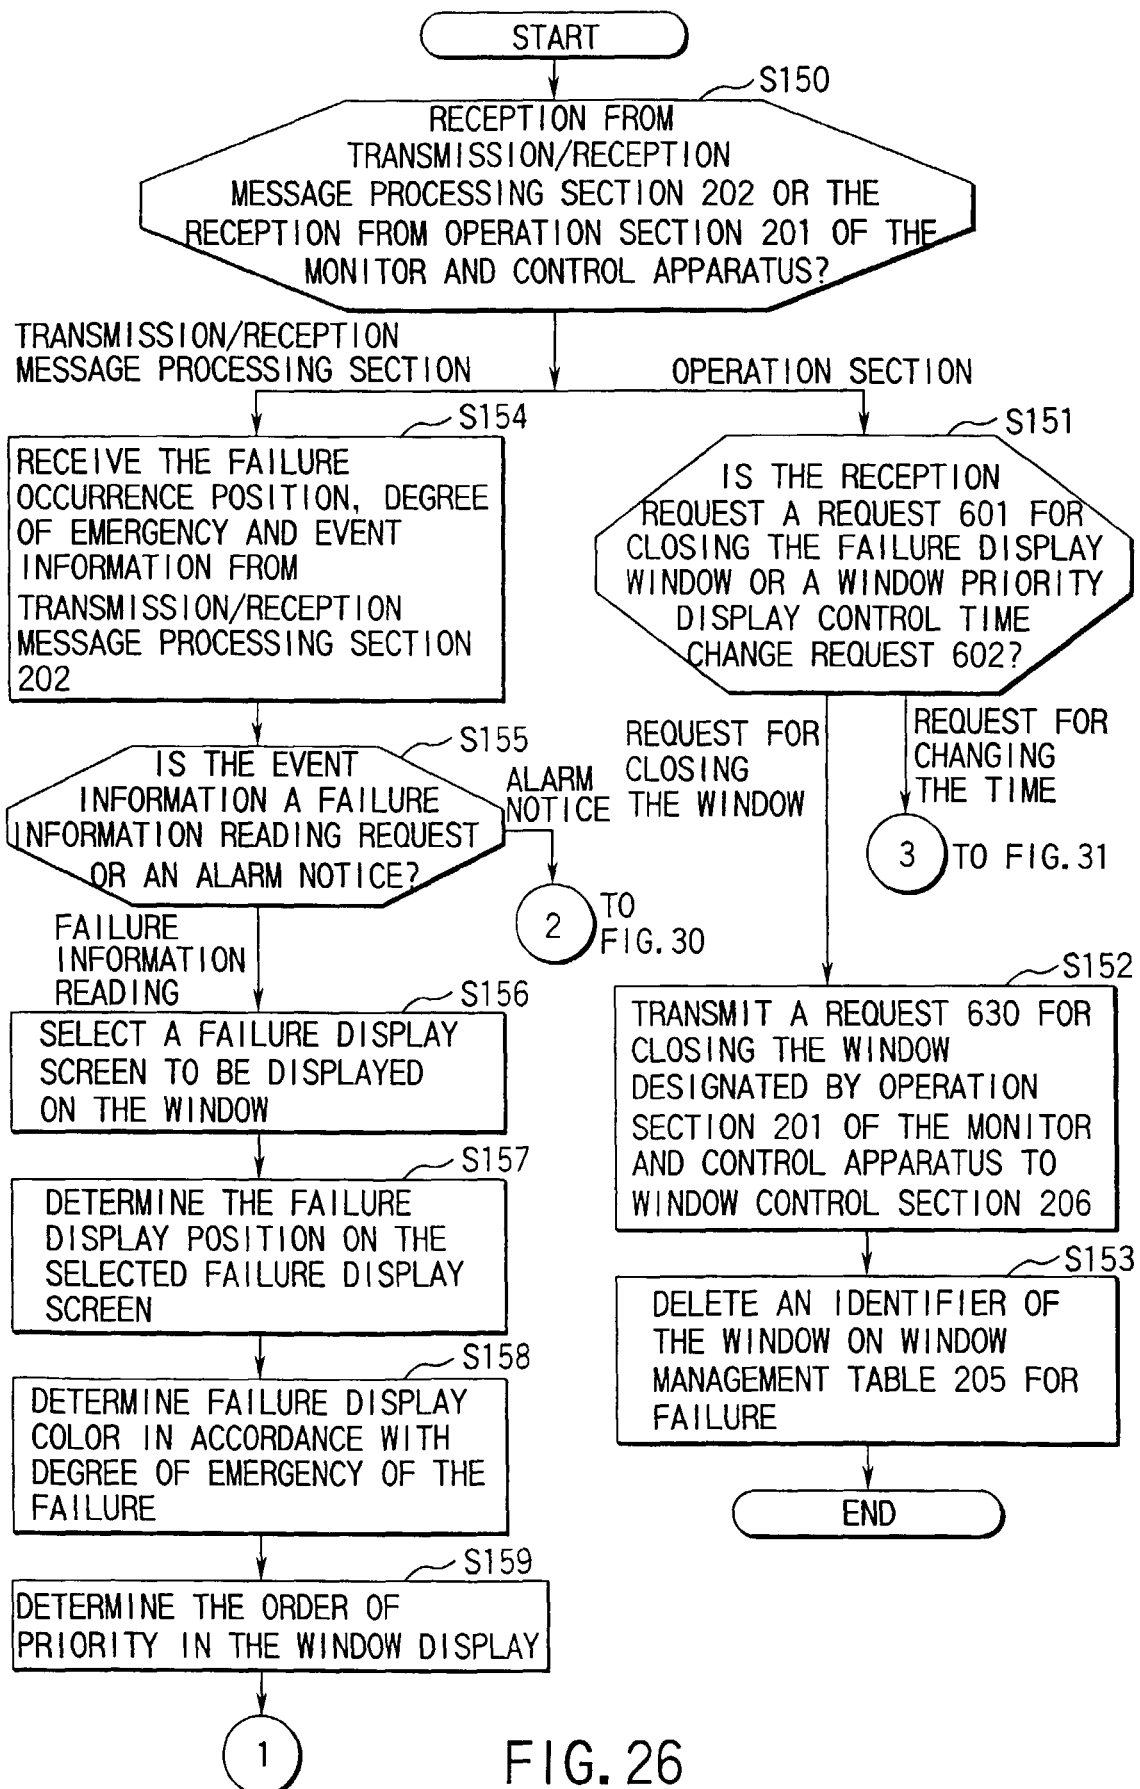 START
S150
RECEPTION FROM
TRANSMISSION/RECEPTION
MESSAGE PROCESSING SECTION 202 OR THE
RECEPTION FROM OPERATION SECTION 201 OF THE
MONITOR AND CONTROL APPARATUS?
TRANSMISSION/RECEPTION
MESSAGE PROCESSING SECTION
OPERATION SECTION
S154
RECEIVE THE FAILURE
OCCURRENCE POSITION, DEGREE
OF EMERGENCY AND EVENT
INFORMATION FROM
TRANSMISSION/RECEPTION
MESSAGE PROCESSING SECTION
202
S151
IS THE RECEPTION
REQUEST A REQUEST 601 FOR
CLOSING THE FAILURE DISPLAY
WINDOW OR A WINDOW PRIORITY
DISPLAY CONTROL TIME
CHANGE REQUEST 602?
S155
IS THE EVENT
INFORMATION A FAILURE
INFORMATION READING REQUEST
OR AN ALARM NOTICE?
ALARM
NOTICE
2
TO
FIG.30
REQUEST FOR
CLOSING
THE WINDOW
REQUEST FOR
CHANGING
THE TIME
3
TO FIG.31
FAILURE
INFORMATION
READING
S156
SELECT A FAILURE DISPLAY
SCREEN TO BE DISPLAYED
ON THE WINDOW
S152
TRANSMIT A REQUEST 630 FOR
CLOSING THE WINDOW
DESIGNATED BY OPERATION
SECTION 201 OF THE MONITOR
AND CONTROL APPARATUS TO
WINDOW CONTROL SECTION 206
S157
DETERMINE THE FAILURE
DISPLAY POSITION ON THE
SELECTED FAILURE DISPLAY
SCREEN
S153
DELETE AN IDENTIFIER OF
THE WINDOW ON WINDOW
MANAGEMENT TABLE 205 FOR
FAILURE
END
S158
DETERMINE FAILURE DISPLAY
COLOR IN ACCORDANCE WITH
DEGREE OF EMERGENCY OF THE
FAILURE
S159
DETERMINE THE ORDER OF
PRIORITY IN THE WINDOW DISPLAY
1
FIG.26